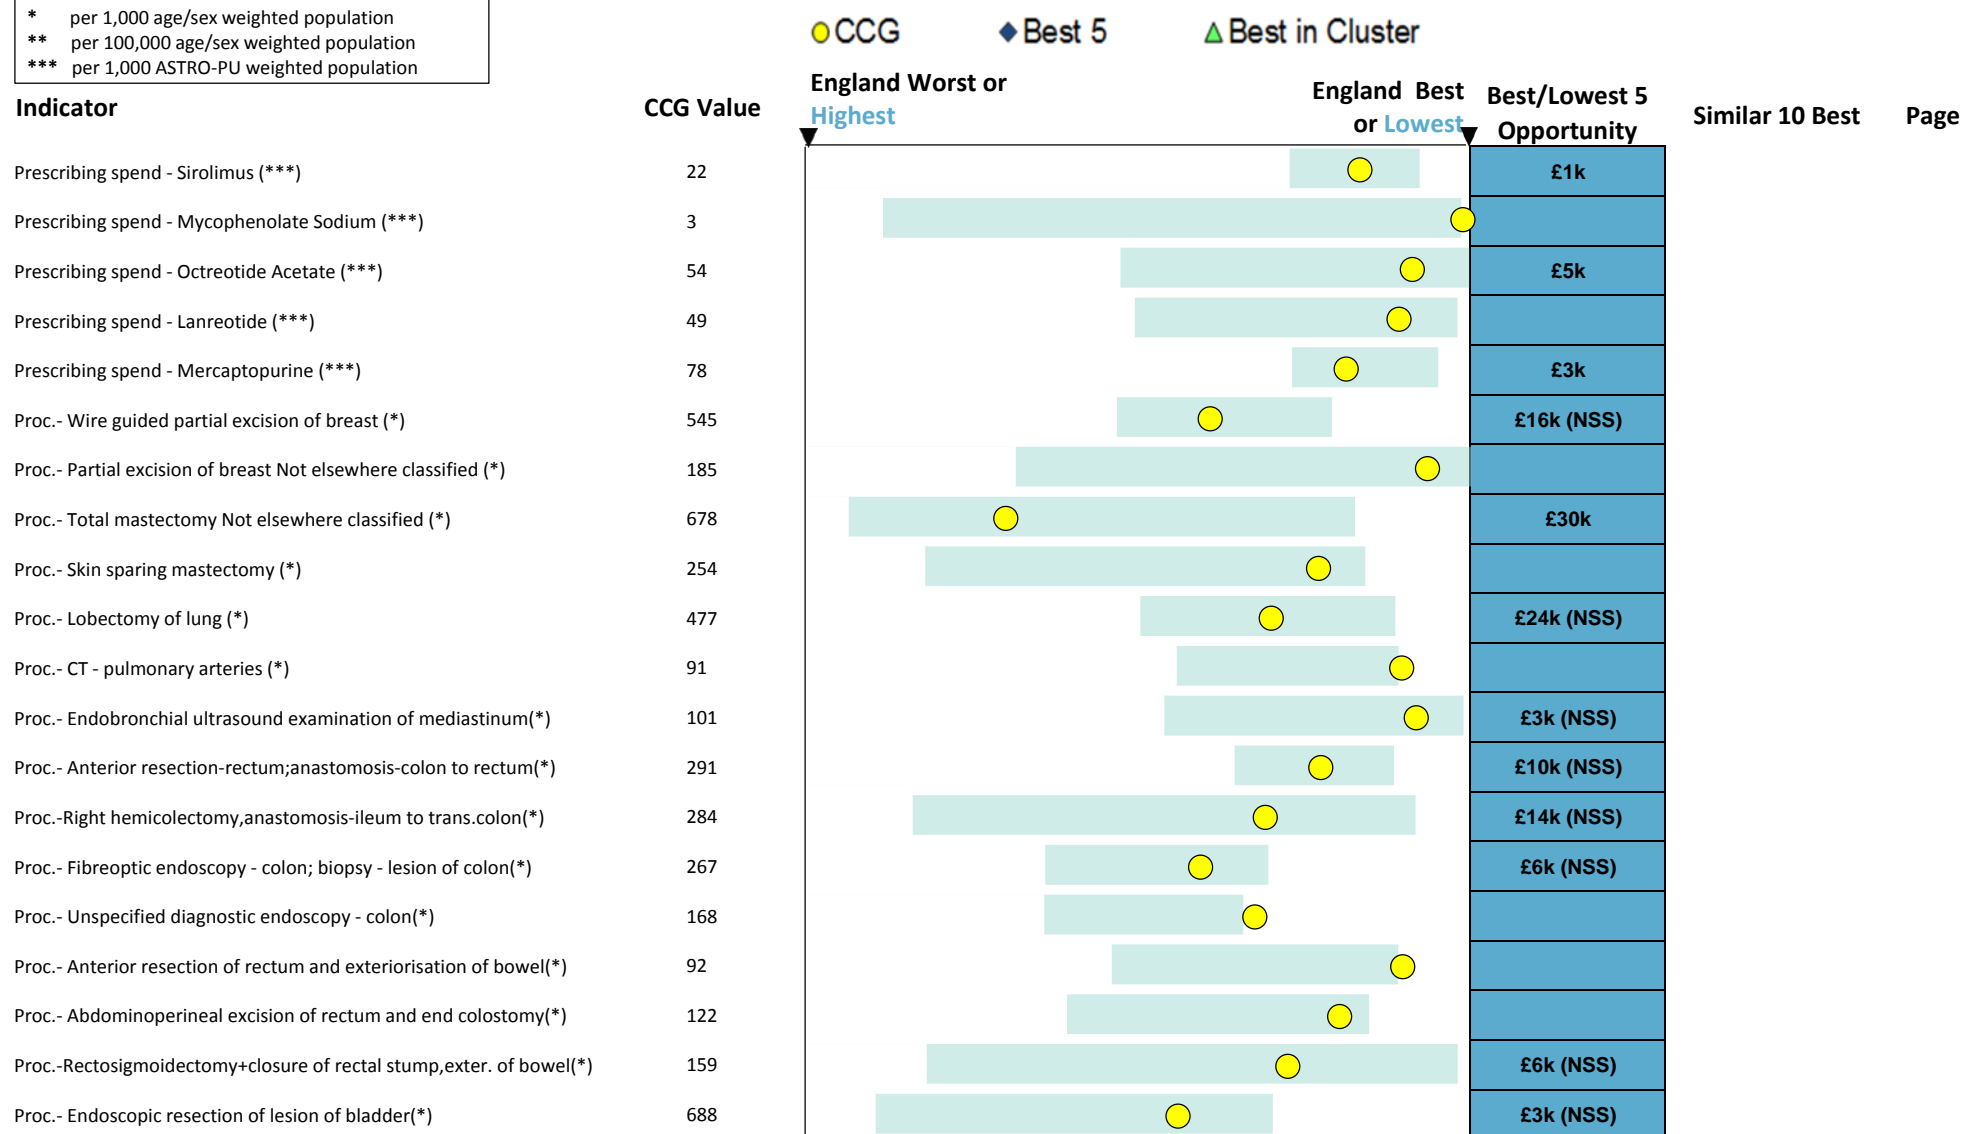 * per 1,000 age/sex weighted population
** per 100,000 age/sex weighted population
*** per 1,000 ASTRO-PU weighted population
CCG Best 5 Best in Cluster
Indicator CCG Value England Worst or Highest England Best or Lowest Best/Lowest 5 Opportunity Similar 10 Best Page
Prescribing spend - Sirolimus (***) 22 £1k
Prescribing spend - Mycophenolate Sodium (***) 3
Prescribing spend - Octreotide Acetate (***) 54 £5k
Prescribing spend - Lanreotide (***) 49
Prescribing spend - Mercaptopurine (***) 78 £3k
Proc.- Wire guided partial excision of breast (*) 545 £16k (NSS)
Proc.- Partial excision of breast Not elsewhere classified (*) 185
Proc.- Total mastectomy Not elsewhere classified (*) 678 £30k
Proc.- Skin sparing mastectomy (*) 254
Proc.- Lobectomy of lung (*) 477 £24k (NSS)
Proc.- CT - pulmonary arteries (*) 91
Proc.- Endobronchial ultrasound examination of mediastinum(*) 101 £3k (NSS)
Proc.- Anterior resection-rectum;anastomosis-colon to rectum(*) 291 £10k (NSS)
Proc.-Right hemicolectomy,anastomosis-ileum to trans.colon(*) 284 £14k (NSS)
Proc.- Fibreoptic endoscopy - colon; biopsy - lesion of colon(*) 267 £6k (NSS)
Proc.- Unspecified diagnostic endoscopy - colon(*) 168
Proc.- Anterior resection of rectum and exteriorisation of bowel(*) 92
Proc.- Abdominoperineal excision of rectum and end colostomy(*) 122
Proc.-Rectosigmoidectomy+closure of rectal stump,exter. of bowel(*) 159 £6k (NSS)
Proc.- Endoscopic resection of lesion of bladder(*) 688 £3k (NSS)